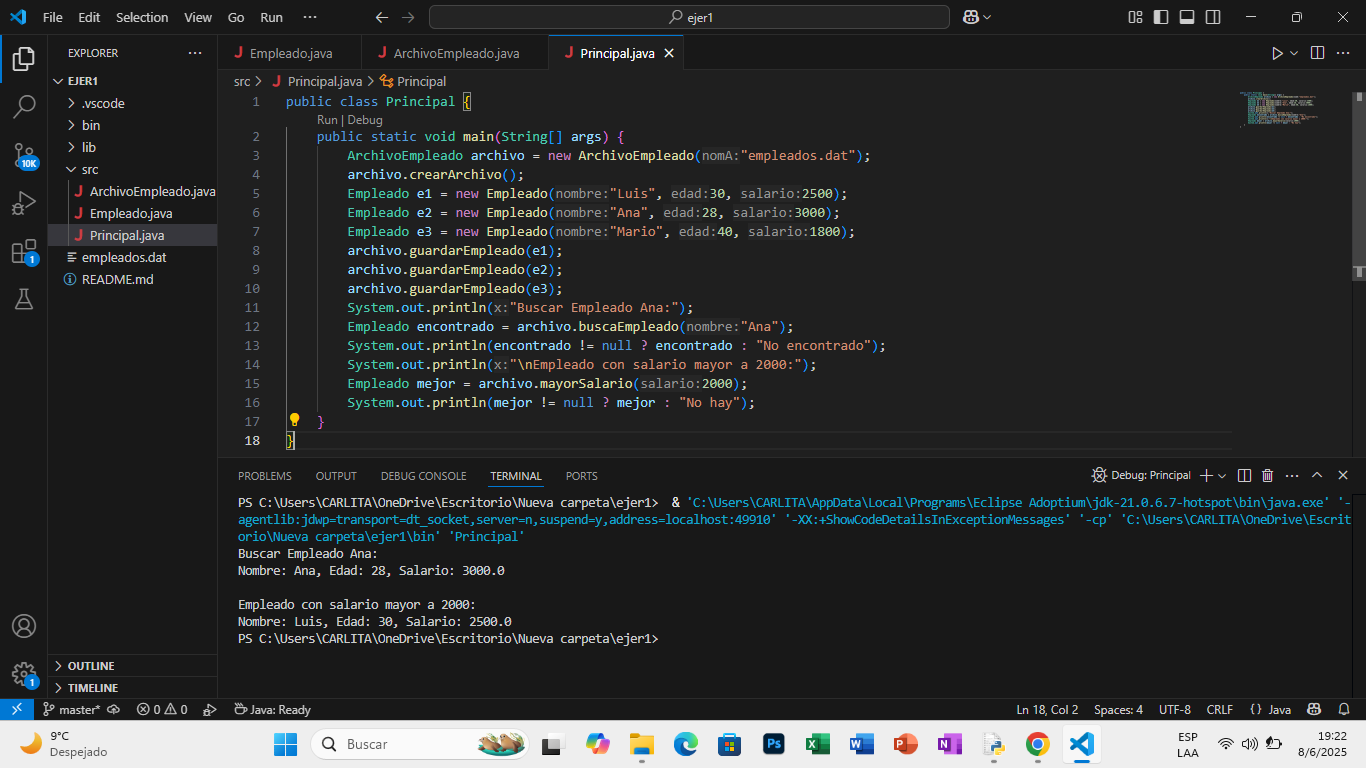 File Edit Selection View Go Run ··· ejer1
EXPLORER ···
EJER1
.vscode
bin
lib
src
ArchivoEmpleado.java
Empleado.java
Principal.java
empleados.dat
README.md
OUTLINE
TIMELINE
10K
1
1
Empleado.java ArchivoEmpleado.java Principal.java
src > Principal.java > Principal
1 public class Principal {
Run | Debug
2 public static void main(String[] args) {
3 ArchivoEmpleado archivo = new ArchivoEmpleado(nomA:"empleados.dat");
4 archivo.crearArchivo();
5 Empleado e1 = new Empleado(nombre:"Luis", edad:30, salario:2500);
6 Empleado e2 = new Empleado(nombre:"Ana", edad:28, salario:3000);
7 Empleado e3 = new Empleado(nombre:"Mario", edad:40, salario:1800);
8 archivo.guardarEmpleado(e1);
9 archivo.guardarEmpleado(e2);
10 archivo.guardarEmpleado(e3);
11 System.out.println(x:"Buscar Empleado Ana:");
12 Empleado encontrado = archivo.buscaEmpleado(nombre:"Ana");
13 System.out.println(encontrado != null ? encontrado : "No encontrado");
14 System.out.println(x:"\nEmpleado con salario mayor a 2000:");
15 Empleado mejor = archivo.mayorSalario(salario:2000);
16 System.out.println(mejor != null ? mejor : "No hay");
17 }
18 }
PROBLEMS OUTPUT DEBUG CONSOLE TERMINAL PORTS Debug: Principal
PS C:\Users\CARLITA\OneDrive\Escritorio\Nueva carpeta\ejer1> & 'C:\Users\CARLITA\AppData\Local\Programs\Eclipse Adoptium\jdk-21.0.6.7-hotspot\bin\java.exe' '-
agentlib:jdwp=transport=dt_socket,server=n,suspend=y,address=localhost:49910' '-XX:+ShowCodeDetailsInExceptionMessages' '-cp' 'C:\Users\CARLITA\OneDrive\Escrit
orio\Nueva carpeta\ejer1\bin' 'Principal'
Buscar Empleado Ana:
Nombre: Ana, Edad: 28, Salario: 3000.0
Empleado con salario mayor a 2000:
Nombre: Luis, Edad: 30, Salario: 2500.0
PS C:\Users\CARLITA\OneDrive\Escritorio\Nueva carpeta\ejer1>
master* 0 0 Java: Ready Ln 18, Col 2 Spaces: 4 UTF-8 CRLF {} Java
9°C
Despejado
Buscar
Ps
ESP
LAA
19:22
8/6/2025